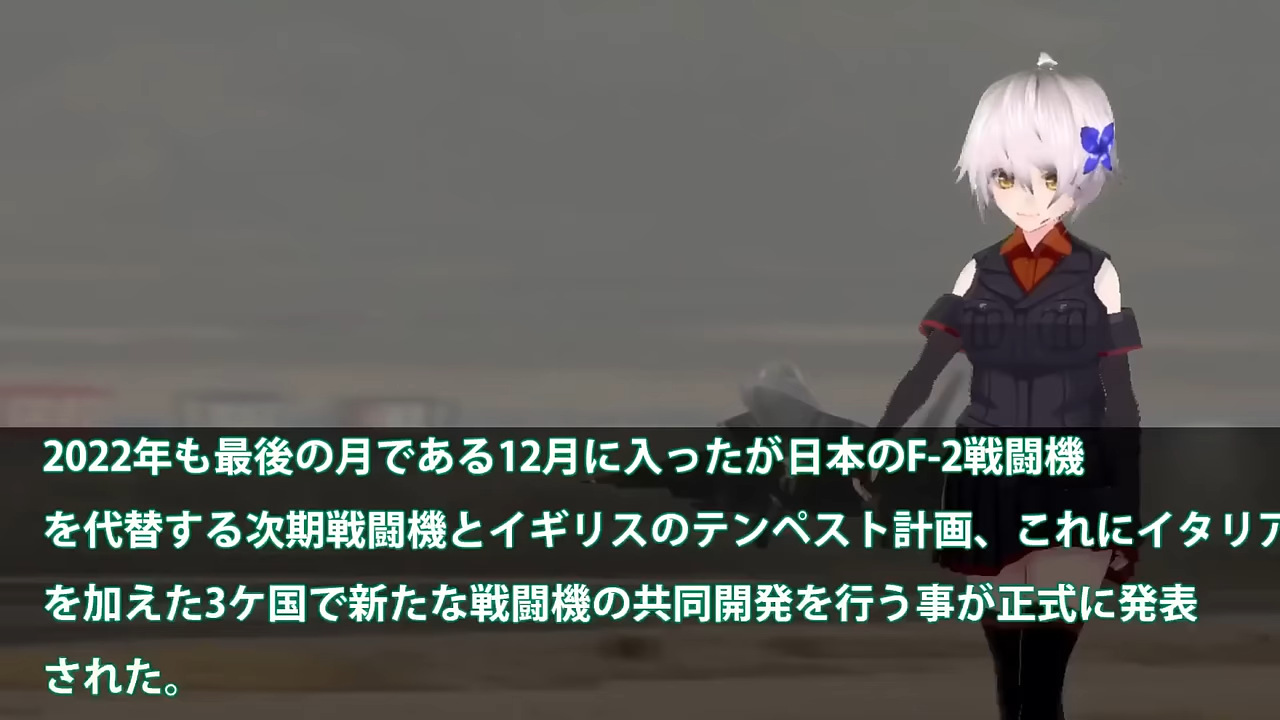 2022年も最後の月である12月に入ったが日本のF-2戦闘機
を代替する次期戦闘機とイギリスのテンペスト計画、これにイタリア
を加えた3ケ国で新たな戦闘機の共同開発を行う事が正式に発表
された。